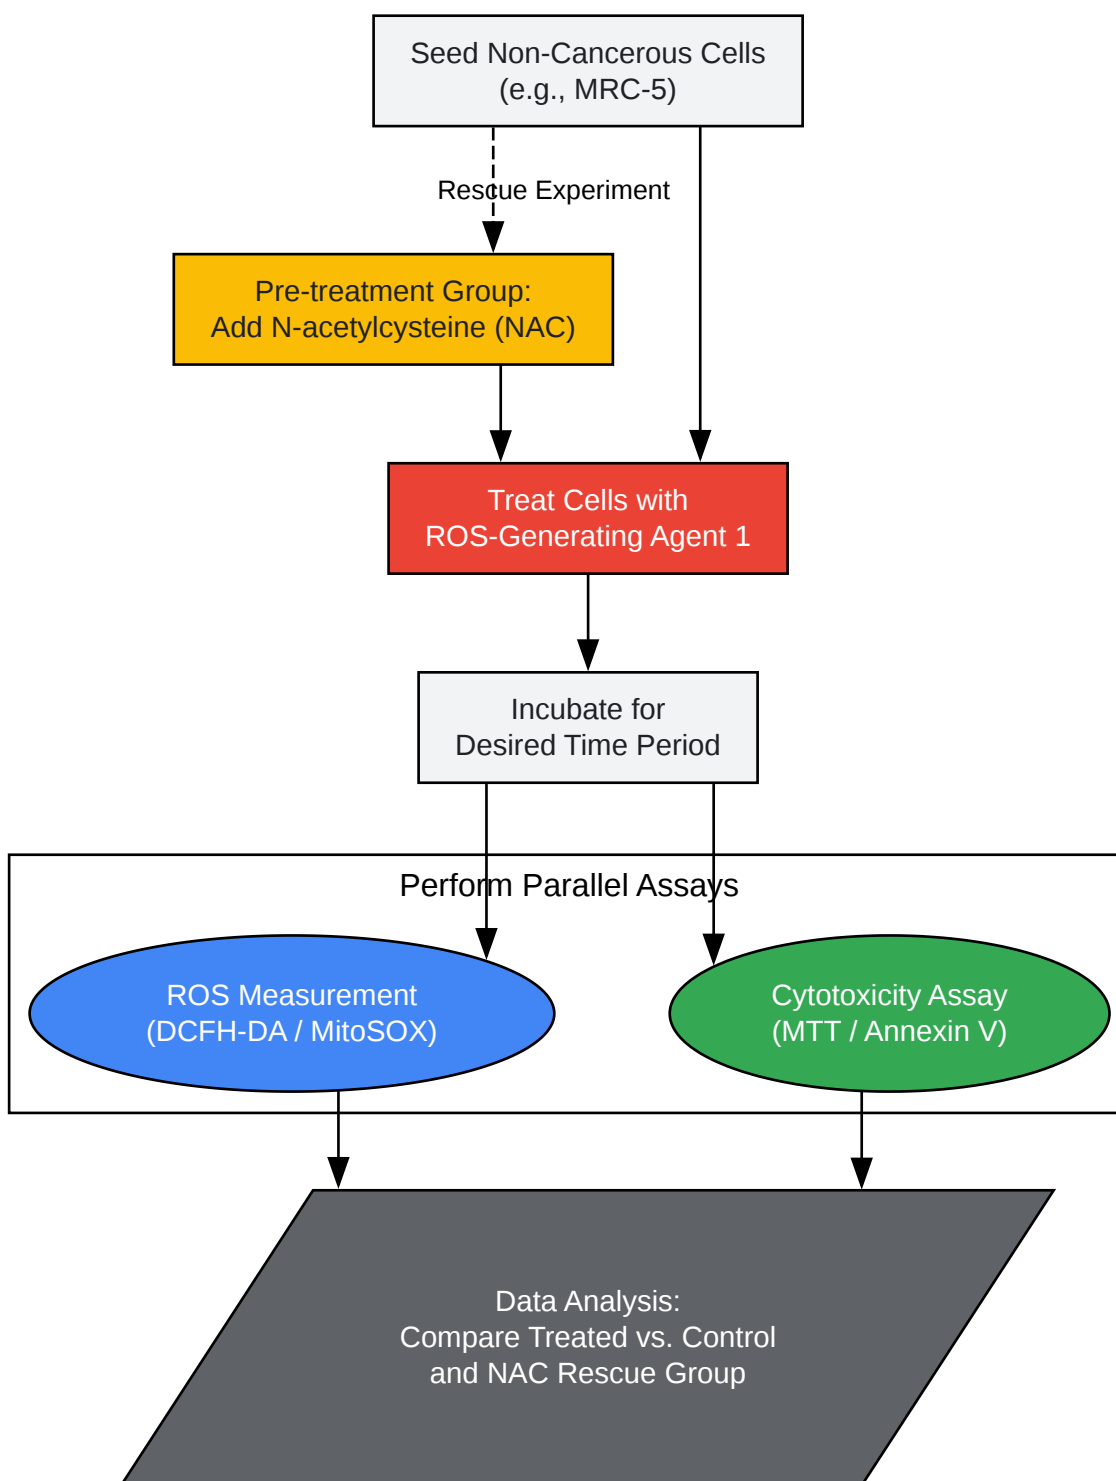 Seed Non-Cancerous Cells
(e.g., MRC-5)
Rescue Experiment
Pre-treatment Group:
Add N-acetylcysteine (NAC)
Treat Cells with
ROS-Generating Agent 1
Incubate for
Desired Time Period
Perform Parallel Assays
ROS Measurement
(DCFH-DA / MitoSOX)
Cytotoxicity Assay
(MTT / Annexin V)
Data Analysis:
Compare Treated vs. Control
and NAC Rescue Group